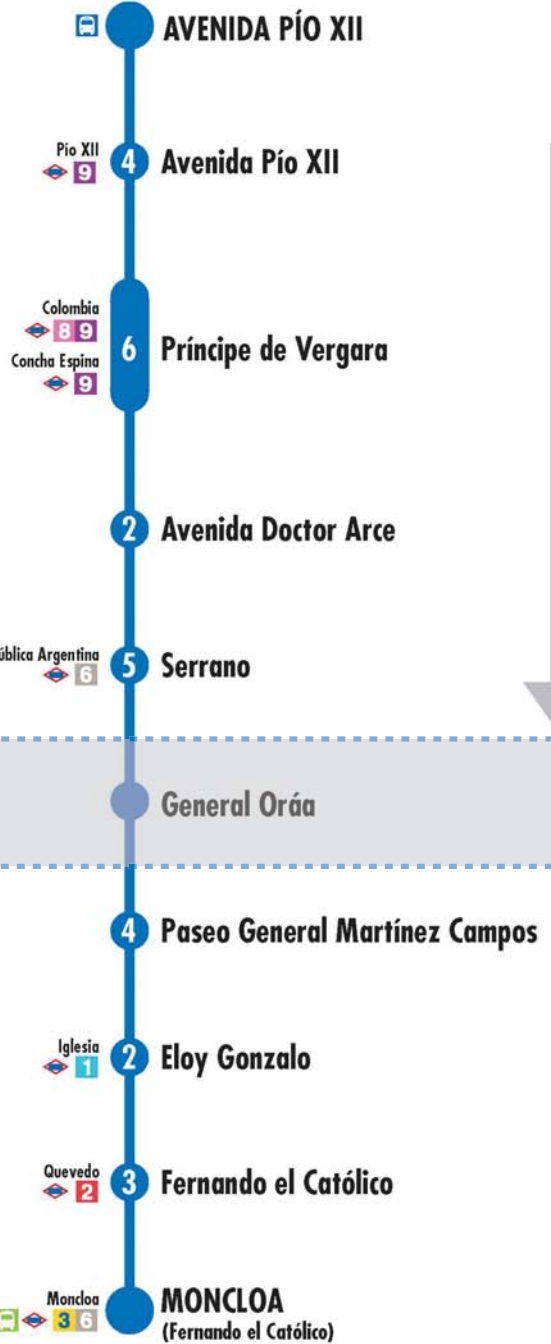 AVENIDA PÍO XII
Pío XII
9
4
Avenida Pío XII
Colombia
8 9
Concha Espina
9
6
Príncipe de Vergara
2
Avenida Doctor Arce
ública Argentina
6
5
Serrano
General Oráa
4
Paseo General Martínez Campos
Iglesia
1
2
Eloy Gonzalo
Quevedo
2
3
Fernando el Católico
Moncloa
3 6
MONCLOA
(Fernando el Católico)